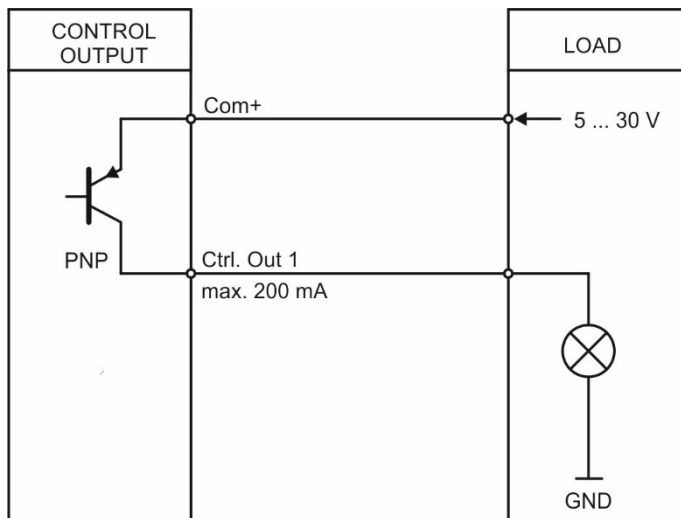 CONTROL
OUTPUT
LOAD
Com+
5 ... 30 V
PNP
Ctrl. Out 1
max. 200 mA
GND